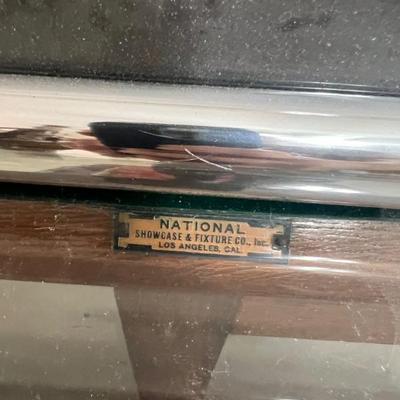 NATIONAL
SHOWCASE & FIXTURE CO., Inc.
LOS ANGELES, CAL.